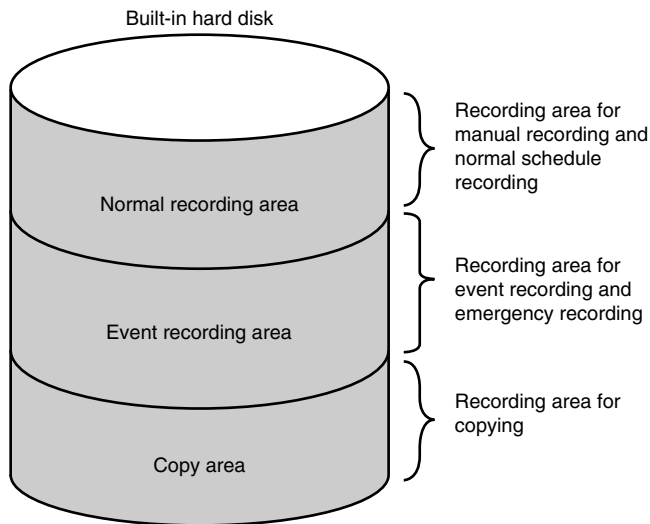 Built-in hard disk
Recording area for
manual recording and
normal schedule
recording
Normal recording area
Recording area for
event recording and
emergency recording
Event recording area
Recording area for
copying
Copy area